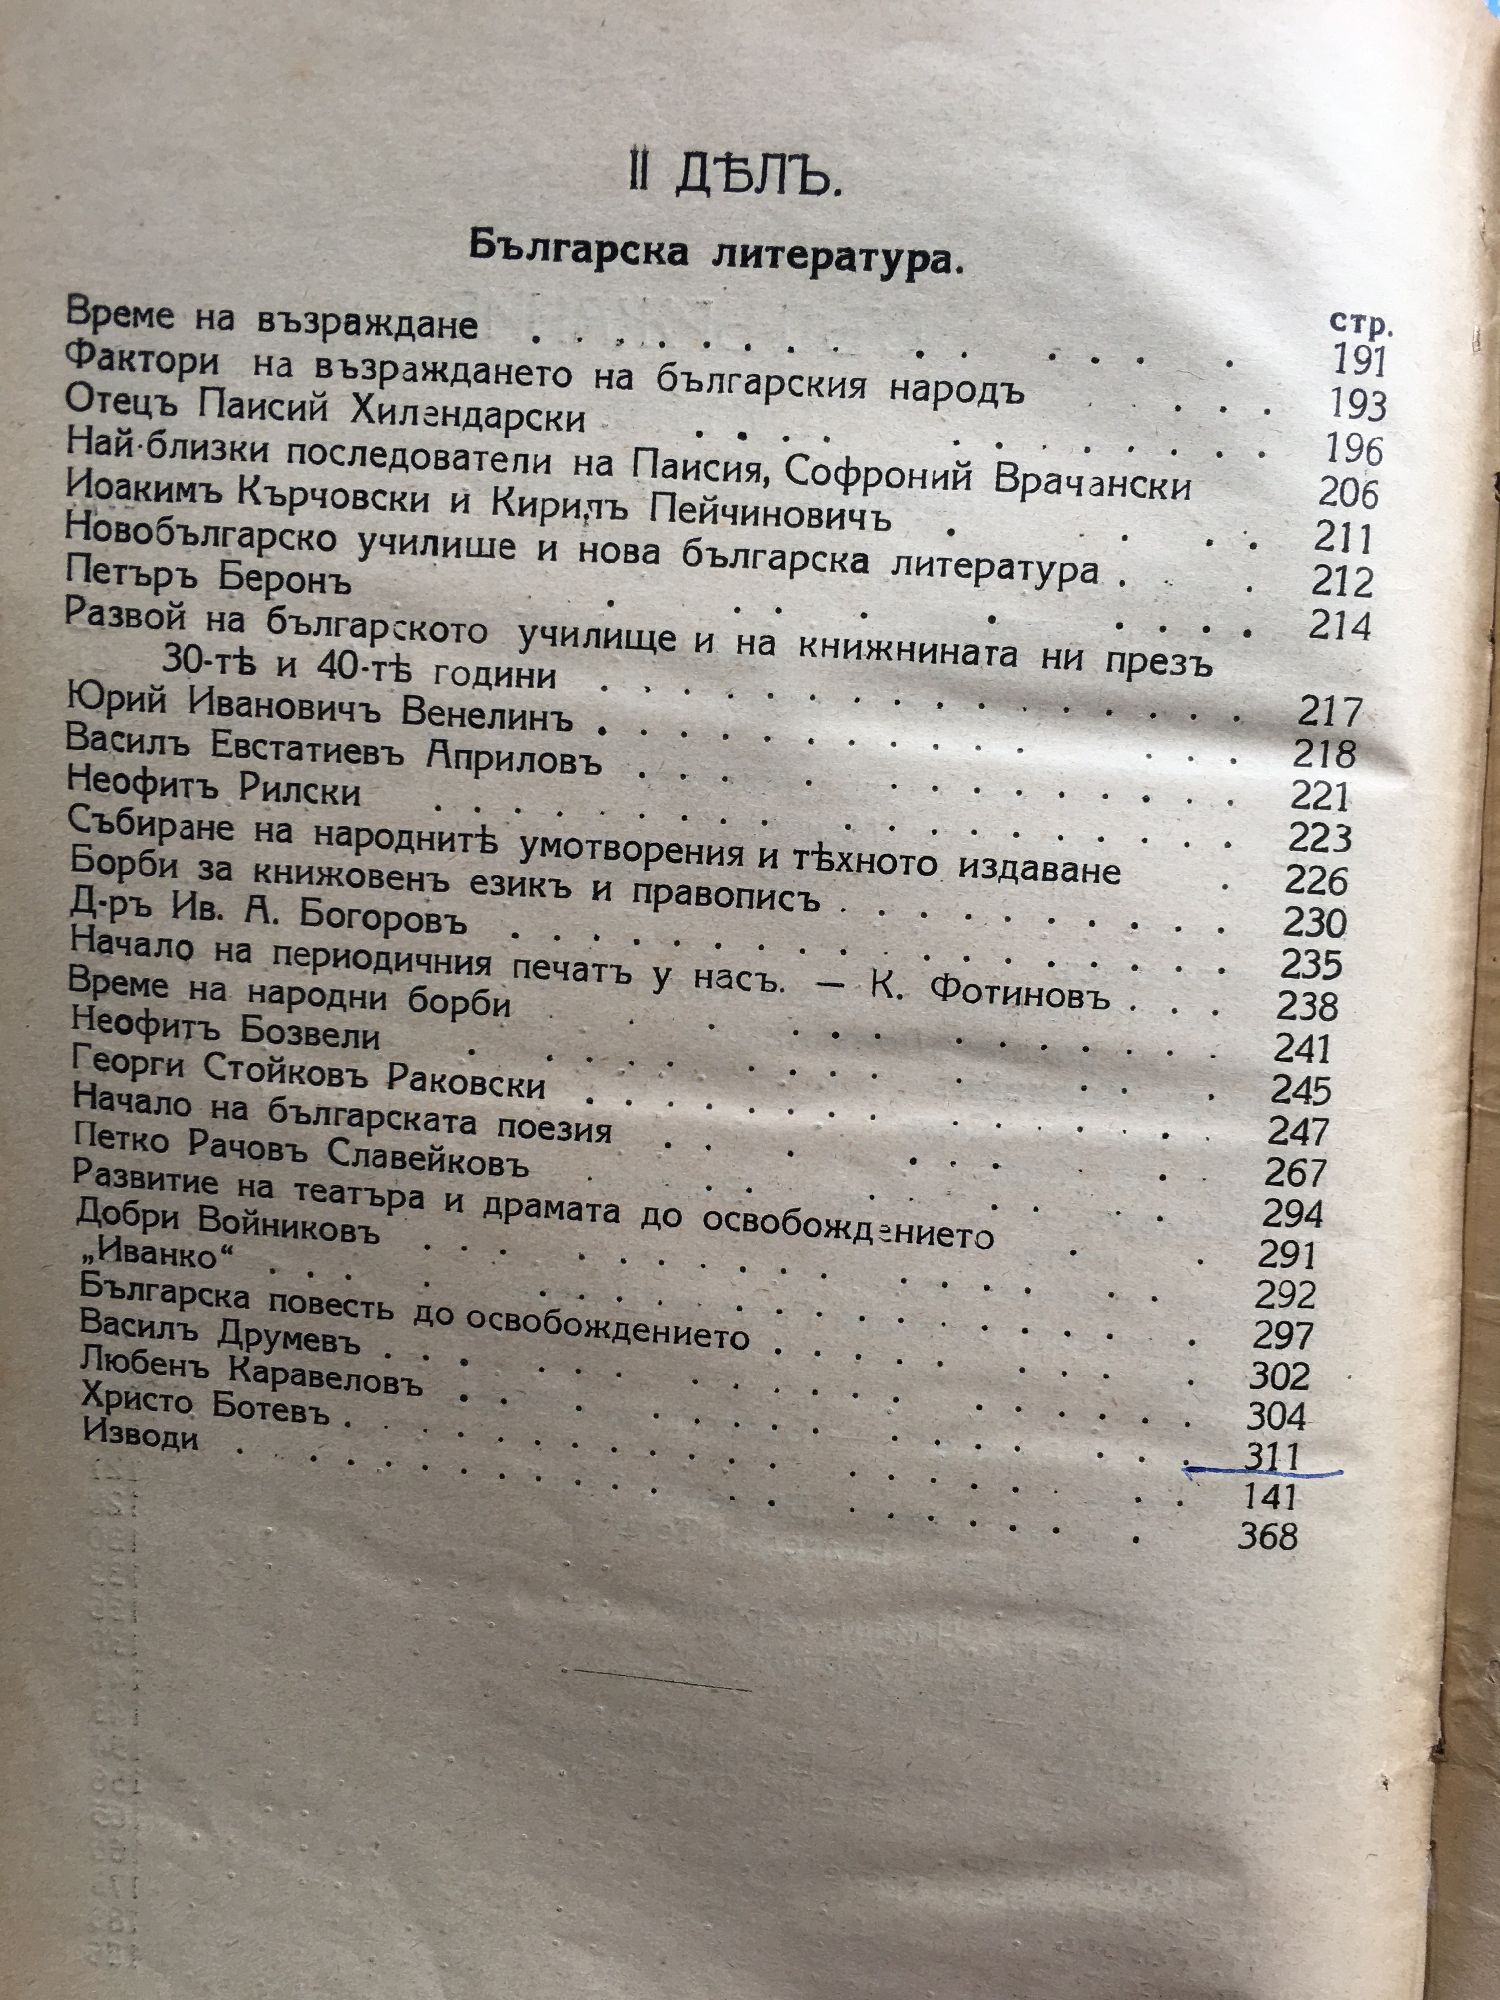 II ДѢЛЪ.
Българска литература.
стр.
Време на възраждане . . . . . . . . . . . . . . 191
Фактори на възраждането на българския народъ . . . 193
Отецъ Паисий Хилендарски . . . . . . . . . . . . 196
Най-близки последователи на Паисия, Софроний Врачански 206
Иоакимъ Кърчовски и Кирилъ Пейчиновичъ . . . . 211
Новобългарско училише и нова българска литература . . . 212
Петъръ Беронъ . . . . . . . . 214
Развой на българското училище и на книжнината ни презъ
30-тѣ и 40-тѣ години . . . . . . . . . . . . . . 217
Юрий Ивановичъ Венелинъ . . . . . . . . . . . . . 218
Василъ Евстатиевъ Априловъ . . . . . . . . . . . . 221
Неофитъ Рилски . . . . . . . . . . . . . . . . 223
Събиране на народнитѣ умотворения и тѣхното издаване . 226
Борби за книжовенъ езикъ и правописъ . . . . . . . . 230
Д-ръ Ив. А. Богоровъ . . . . . . . . . . . . . . . 235
Начало на периодичния печатъ у насъ. — К. Фотиновъ . . . 238
Време на народни борби . . . . . . . . . . . . . 241
Неофитъ Бозвели . . . . . . . . . . . . 245
Георги Стойковъ Раковски . . . . . . . . . . . . . 247
Начало на българската поезия . . . . . . . . 267
Петко Рачовъ Славейковъ . . . . . . . . 294
Развитие на театъра и драмата до освобождението . . 291
Добри Войниковъ . . . . . . . . . . . . . . . 292
„Иванко“ . . . . . . . . . . . . . . . . 297
Българска повесть до освобождението . . . . . . . . 302
Василъ Друмевъ . . . . . . . . . . . . . . . . 304
Любенъ Каравеловъ . . . . . . . . . . . . . . . 311
Христо Ботевъ . . . . . . . . . . . . . . . . . 141
Изводи . . . . . . . . . . . . . . . . . . 368